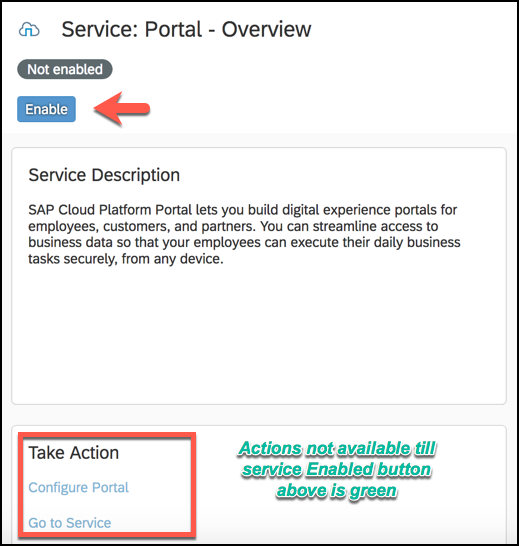 Service: Portal - Overview
Not enabled
Enable
Service Description
SAP Cloud Platform Portal lets you build digital experience portals for
employees, customers, and partners. You can streamline access to
business data so that your employees can execute their daily business
tasks securely, from any device.
Take Action
Configure Portal
Go to Service
Actions not available till
service Enabled button
above is green